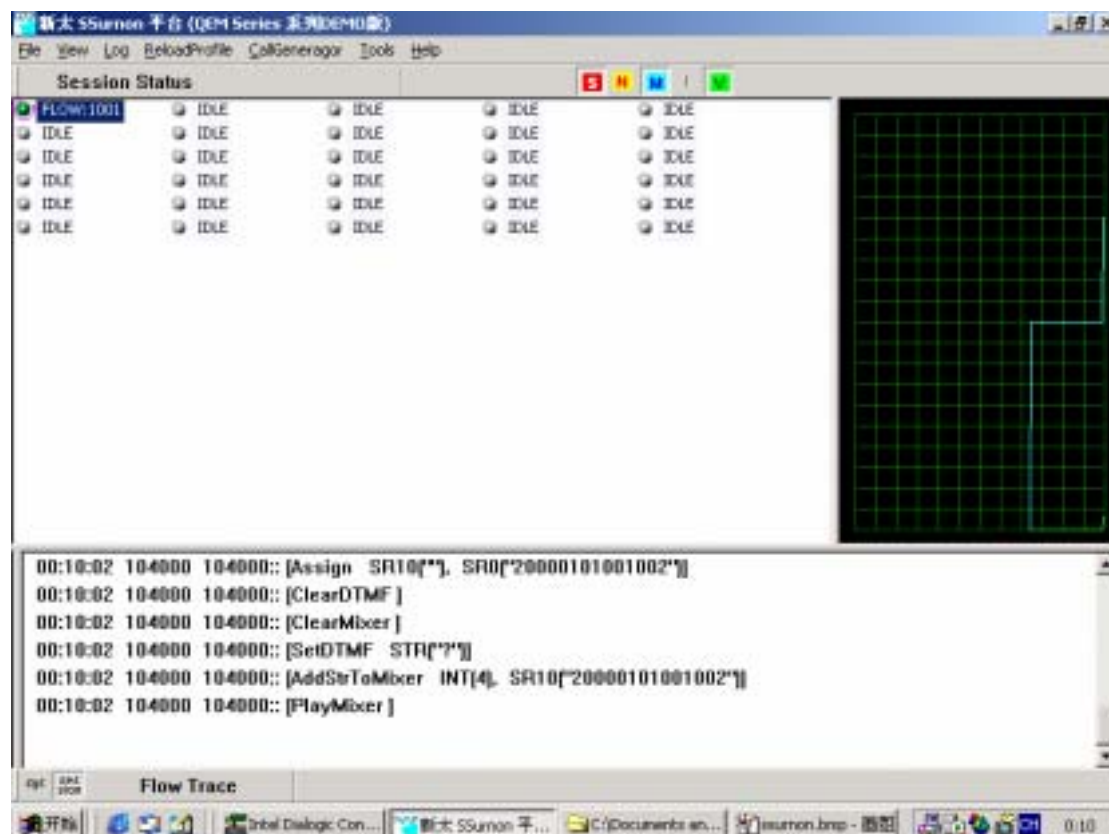 新太 SSurnon 平台 (QEM Series 系列DEMO版)
File View Log ReloadProfile CallGeneragor Tools Help
Session Status S N M I
FLOW:1001 IDLE IDLE IDLE IDLE
IDLE IDLE IDLE IDLE IDLE
IDLE IDLE IDLE IDLE IDLE
IDLE IDLE IDLE IDLE IDLE
IDLE IDLE IDLE IDLE IDLE
IDLE IDLE IDLE IDLE IDLE
00:10:02 104000 104000:: [Assign SR10(""), SR0("20000101001002")]
00:10:02 104000 104000:: [ClearDTMF ]
00:10:02 104000 104000:: [ClearMixer ]
00:10:02 104000 104000:: [SetDTMF STR("?")]
00:10:02 104000 104000:: [AddStrToMixer INT(4), SR10("20000101001002")]
00:10:02 104000 104000:: [PlayMixer ]
Flow Trace
开始 Intel Dialogic Con... 新太 SSurnon 平... C:\Documents an... ssurnon.bmp - 画图 CH 0:10